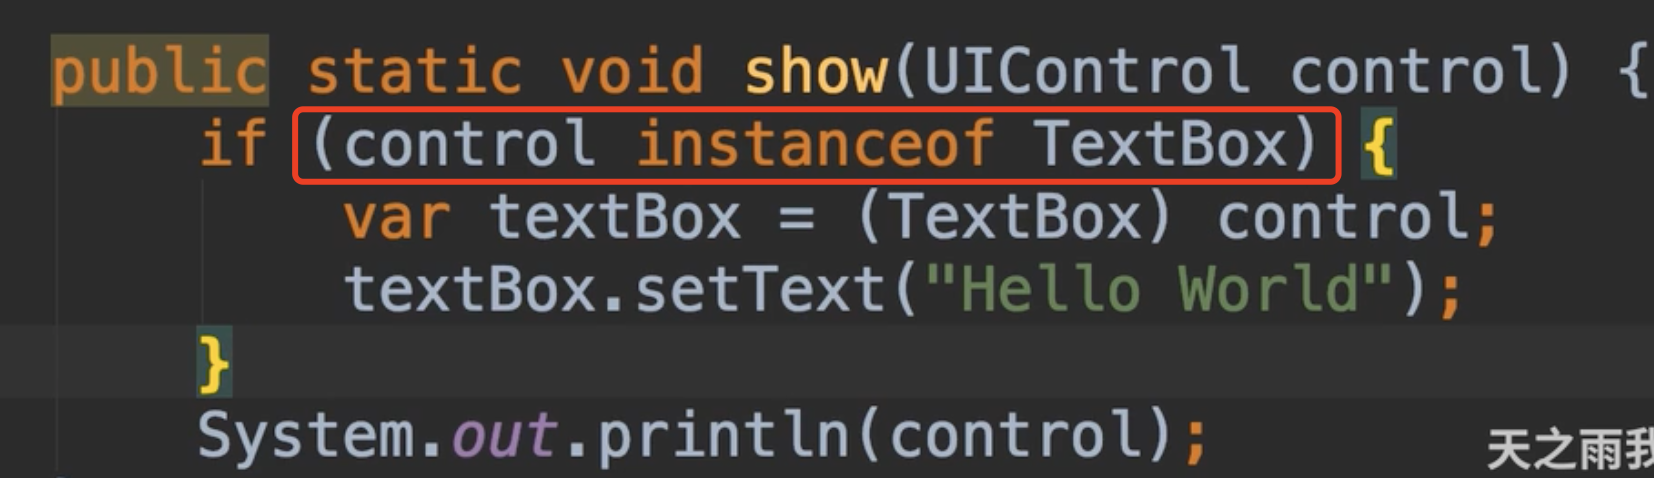 public static void show(UIControl control) {
if (control instanceof TextBox) {
var textBox = (TextBox) control;
textBox.setText("Hello World");
}
System.out.println(control);
天之雨我